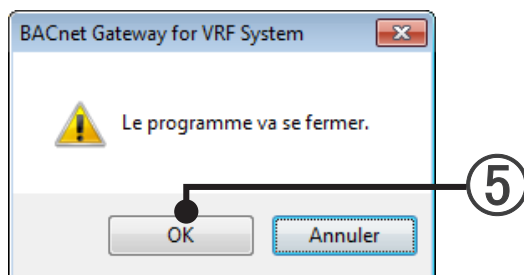 BACnet Gateway for VRF System
Le programme va se fermer.
⑤
OK Annuler